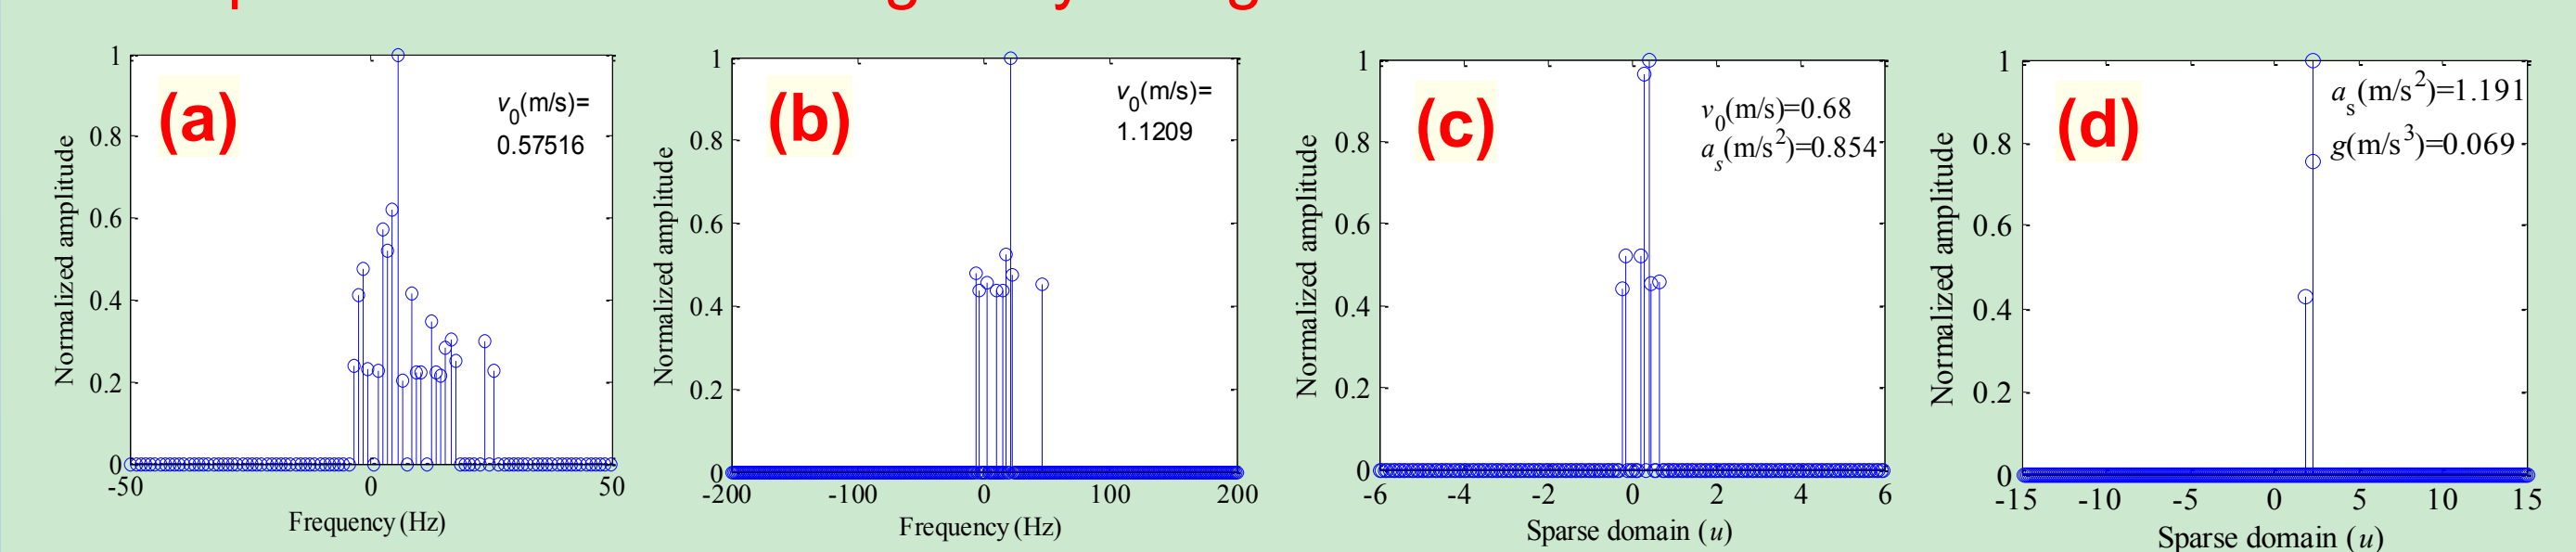 (a)
v0(m/s)=
0.57516
Normalized amplitude
1
0.8
0.6
0.4
0.2
0
-50 0 50
Frequency (Hz)
(b)
v0(m/s)=
1.1209
Normalized amplitude
1
0.8
0.6
0.4
0.2
0
-200 -100 0 100 200
Frequency (Hz)
(c)
v0(m/s)=0.68
as(m/s2)=0.854
Normalized amplitude
1
0.8
0.6
0.4
0.2
0
-6 -4 -2 0 2 4 6
Sparse domain (u)
(d)
as(m/s2)=1.191
g(m/s3)=0.069
Normalized amplitude
1
0.8
0.6
0.4
0.2
0
-15 -10 -5 0 5 10 15
Sparse domain (u)